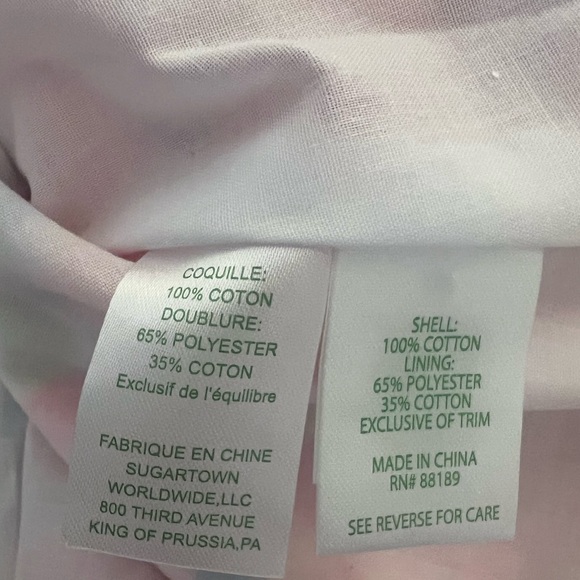 COQUILLE:
100% COTON
DOUBLURE:
65% POLYESTER
35% COTON
Exclusif de l'équilibre
FABRIQUE EN CHINE
SUGARTOWN
WORLDWIDE,LLC
800 THIRD AVENUE
KING OF PRUSSIA,PA
SHELL:
100% COTTON
LINING:
65% POLYESTER
35% COTTON
EXCLUSIVE OF TRIM
MADE IN CHINA
RN# 88189
SEE REVERSE FOR CARE